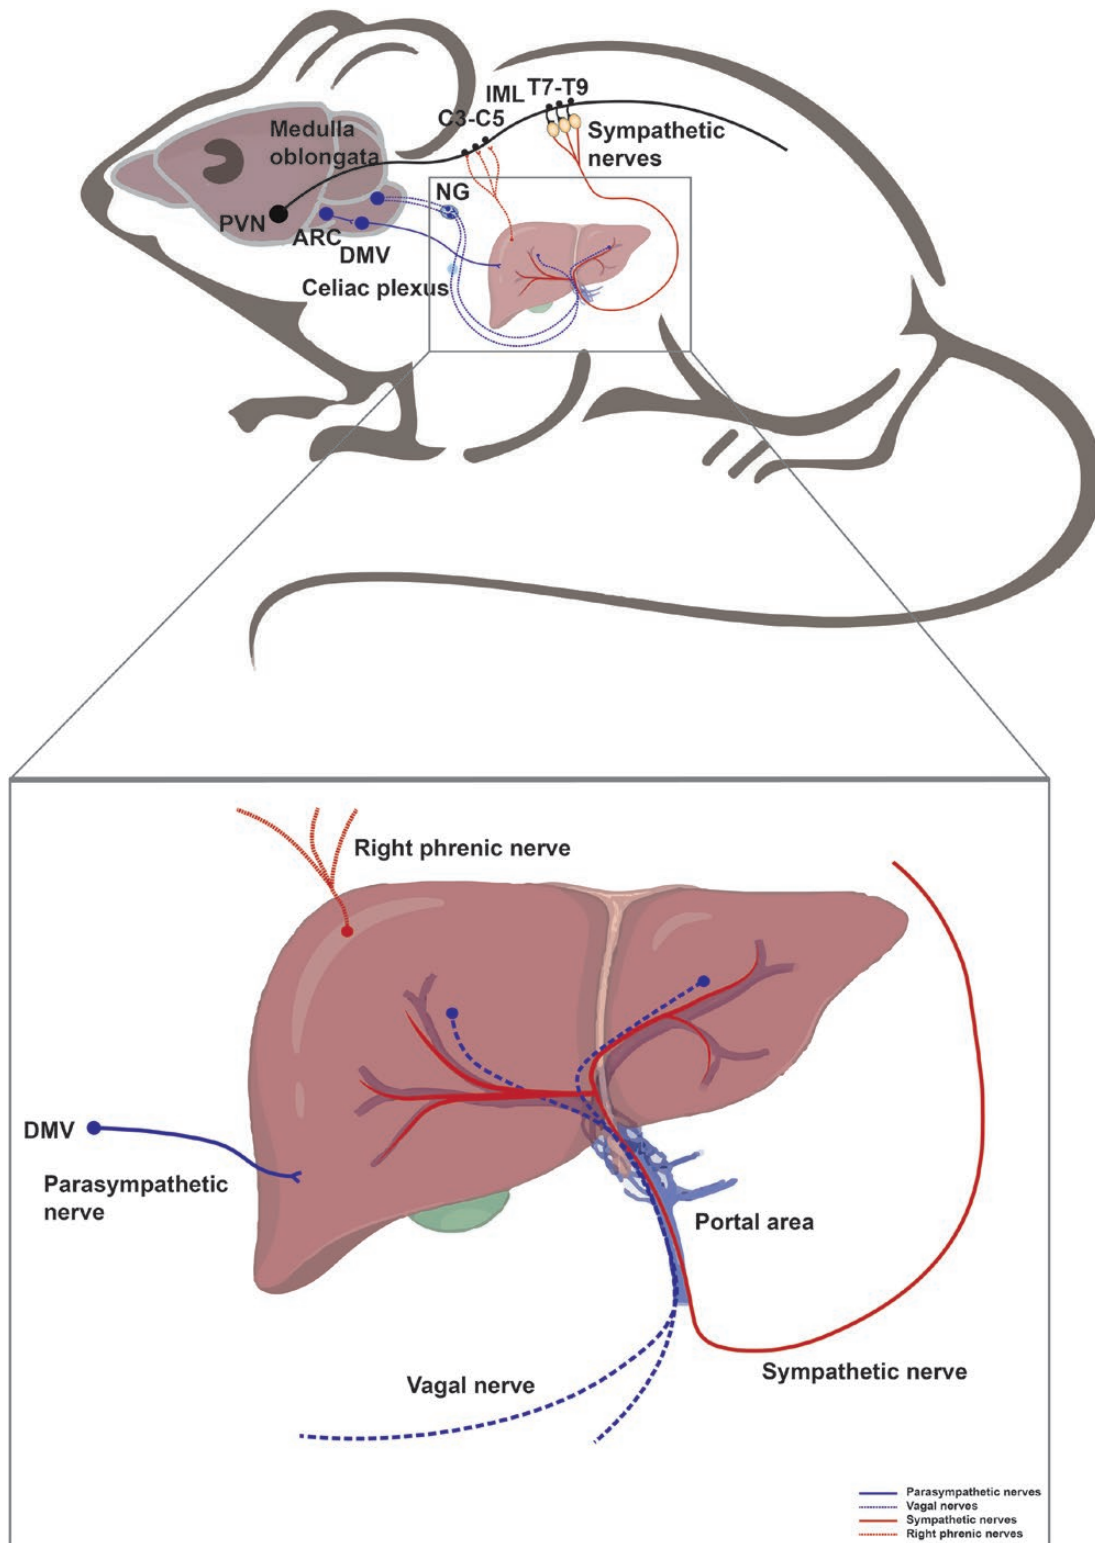 IML T7-T9
C3-C5
Medulla
oblongata
Sympathetic
nerves
NG
PVN
ARC
DMV
Celiac plexus
Right phrenic nerve
DMV
Parasympathetic
nerve
Portal area
Vagal nerve
Sympathetic nerve
Parasympathetic nerves
Vagal nerves
Sympathetic nerves
Right phrenic nerves